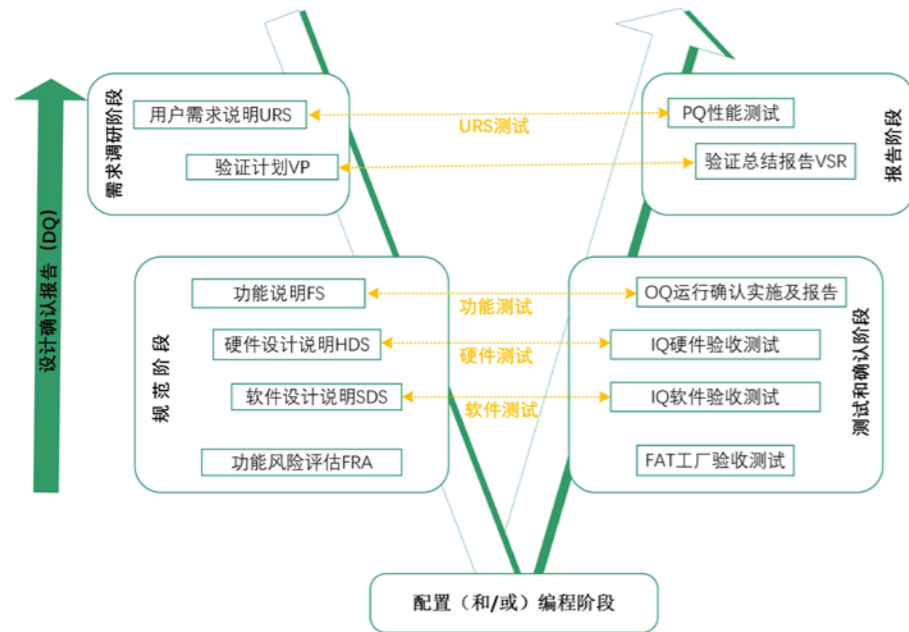 设计确认报告（DQ）
需求调研阶段
用户需求说明URS
验证计划VP
URS测试
PQ性能测试
验证总结报告VSR
报告阶段
规范阶段
功能说明FS
硬件设计说明HDS
软件设计说明SDS
功能风险评估FRA
功能测试
硬件测试
软件测试
OQ运行确认实施及报告
IQ硬件验收测试
IQ软件验收测试
FAT工厂验收测试
测试和确认阶段
配置（和/或）编程阶段